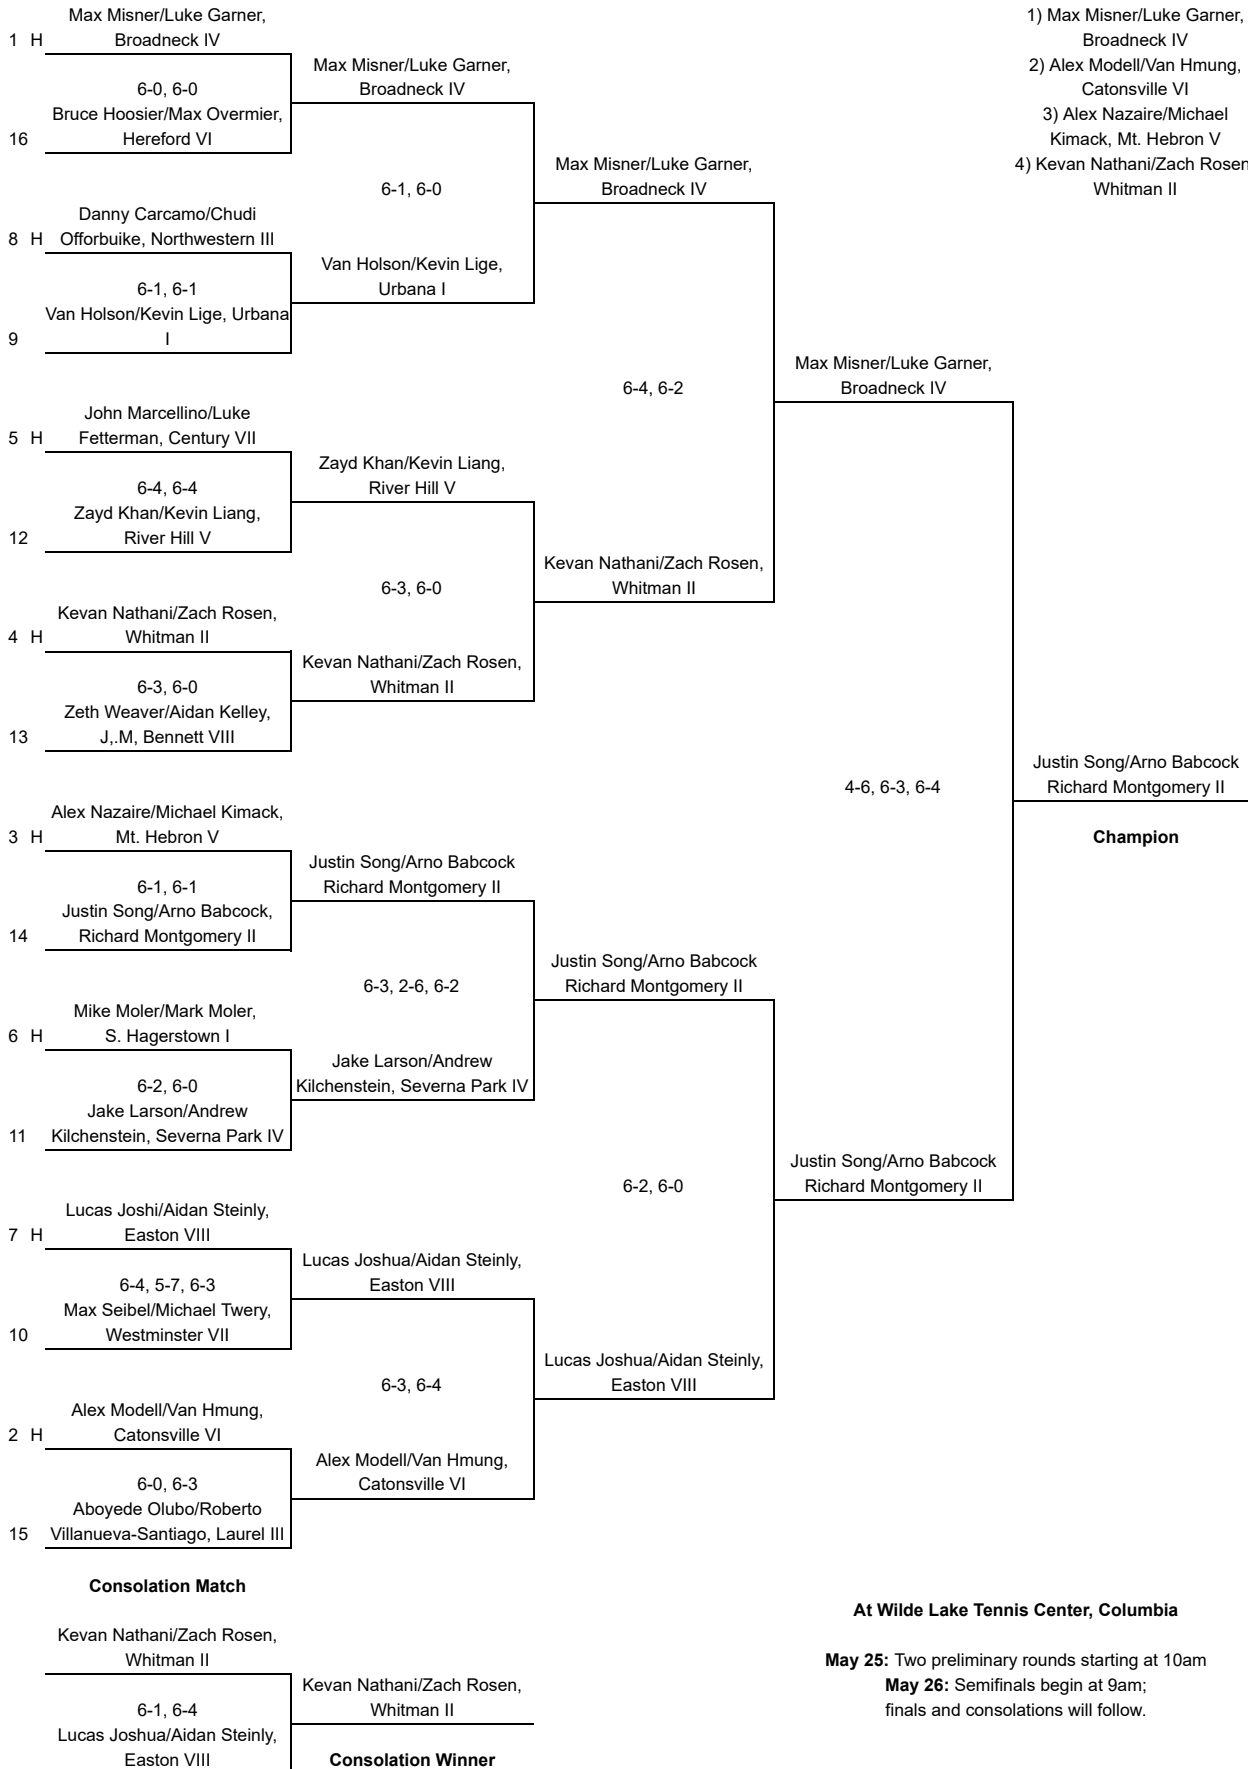 Max Misner/Luke Garner,
1 H Broadneck IV
6-0, 6-0
Bruce Hoosier/Max Overmier,
16 Hereford VI
Danny Carcamo/Chudi
8 H Offorbuike, Northwestern III
6-1, 6-1
Van Holson/Kevin Lige, Urbana
9 I
John Marcellino/Luke
5 H Fetterman, Century VII
6-4, 6-4
Zayd Khan/Kevin Liang,
12 River Hill V
Kevan Nathani/Zach Rosen,
4 H Whitman II
6-3, 6-0
Zeth Weaver/Aidan Kelley,
13 J,.M, Bennett VIII
Alex Nazaire/Michael Kimack,
3 H Mt. Hebron V
6-1, 6-1
Justin Song/Arno Babcock,
14 Richard Montgomery II
Mike Moler/Mark Moler,
6 H S. Hagerstown I
6-2, 6-0
Jake Larson/Andrew
11 Kilchenstein, Severna Park IV
Lucas Joshi/Aidan Steinly,
7 H Easton VIII
6-4, 5-7, 6-3
Max Seibel/Michael Twery,
10 Westminster VII
Alex Modell/Van Hmung,
2 H Catonsville VI
6-0, 6-3
Aboyede Olubo/Roberto
15 Villanueva-Santiago, Laurel III
Max Misner/Luke Garner,
Broadneck IV
6-1, 6-0
Van Holson/Kevin Lige,
Urbana I
Zayd Khan/Kevin Liang,
River Hill V
6-3, 6-0
Kevan Nathani/Zach Rosen,
Whitman II
Justin Song/Arno Babcock
Richard Montgomery II
6-3, 2-6, 6-2
Jake Larson/Andrew
Kilchenstein, Severna Park IV
Lucas Joshua/Aidan Steinly,
Easton VIII
6-3, 6-4
Alex Modell/Van Hmung,
Catonsville VI
Max Misner/Luke Garner,
Broadneck IV
6-4, 6-2
Kevan Nathani/Zach Rosen,
Whitman II
Justin Song/Arno Babcock
Richard Montgomery II
6-2, 6-0
Lucas Joshua/Aidan Steinly,
Easton VIII
Max Misner/Luke Garner,
Broadneck IV
4-6, 6-3, 6-4
Justin Song/Arno Babcock
Richard Montgomery II
Justin Song/Arno Babcock
Richard Montgomery II
Champion
1) Max Misner/Luke Garner,
Broadneck IV
2) Alex Modell/Van Hmung,
Catonsville VI
3) Alex Nazaire/Michael
Kimack, Mt. Hebron V
4) Kevan Nathani/Zach Rosen
Whitman II
Consolation Match
Kevan Nathani/Zach Rosen,
Whitman II
6-1, 6-4
Lucas Joshua/Aidan Steinly,
Easton VIII
Kevan Nathani/Zach Rosen,
Whitman II
Consolation Winner
At Wilde Lake Tennis Center, Columbia
May 25: Two preliminary rounds starting at 10am
May 26: Semifinals begin at 9am;
finals and consolations will follow.